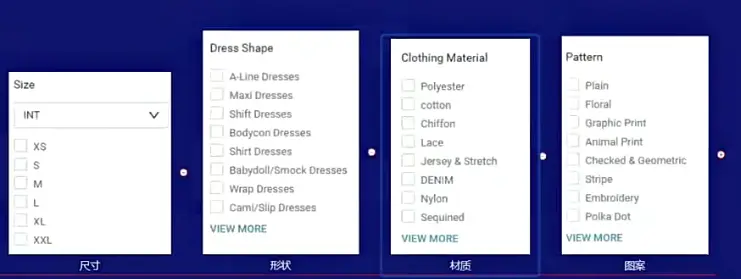 Size
INT
XS
S
M
L
XL
XXL
尺寸
Dress Shape
A-Line Dresses
Maxi Dresses
Shift Dresses
Bodycon Dresses
Shirt Dresses
Babydoll/Smock Dresses
Wrap Dresses
Cami/Slip Dresses
VIEW MORE
形状
Clothing Material
Polyester
cotton
Chiffon
Lace
Jersey & Stretch
DENIM
Nylon
Sequined
VIEW MORE
材质
Pattern
Plain
Floral
Graphic Print
Animal Print
Checked & Geometric
Stripe
Embroidery
Polka Dot
VIEW MORE
图案